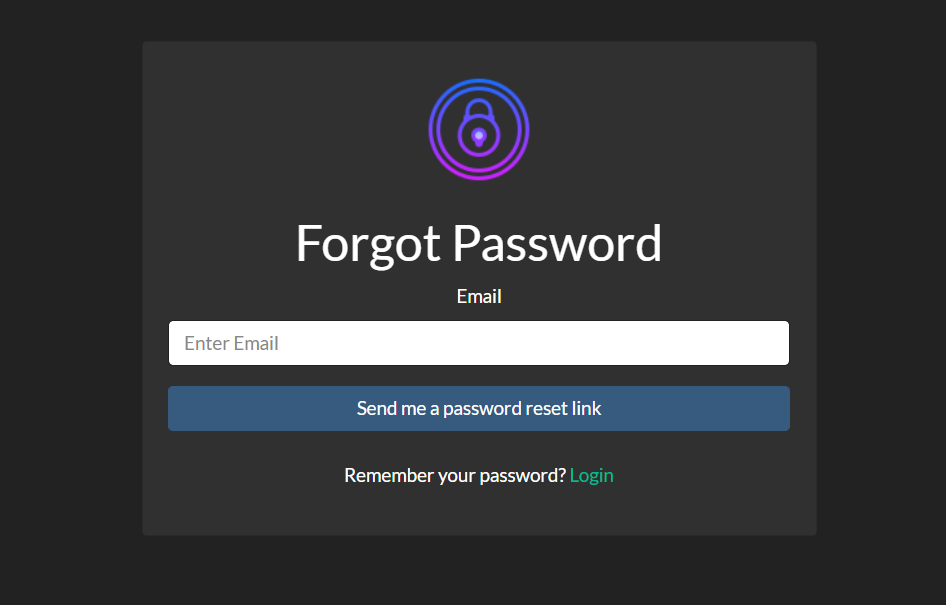 Forgot Password
Email
Enter Email
Send me a password reset link
Remember your password? Login